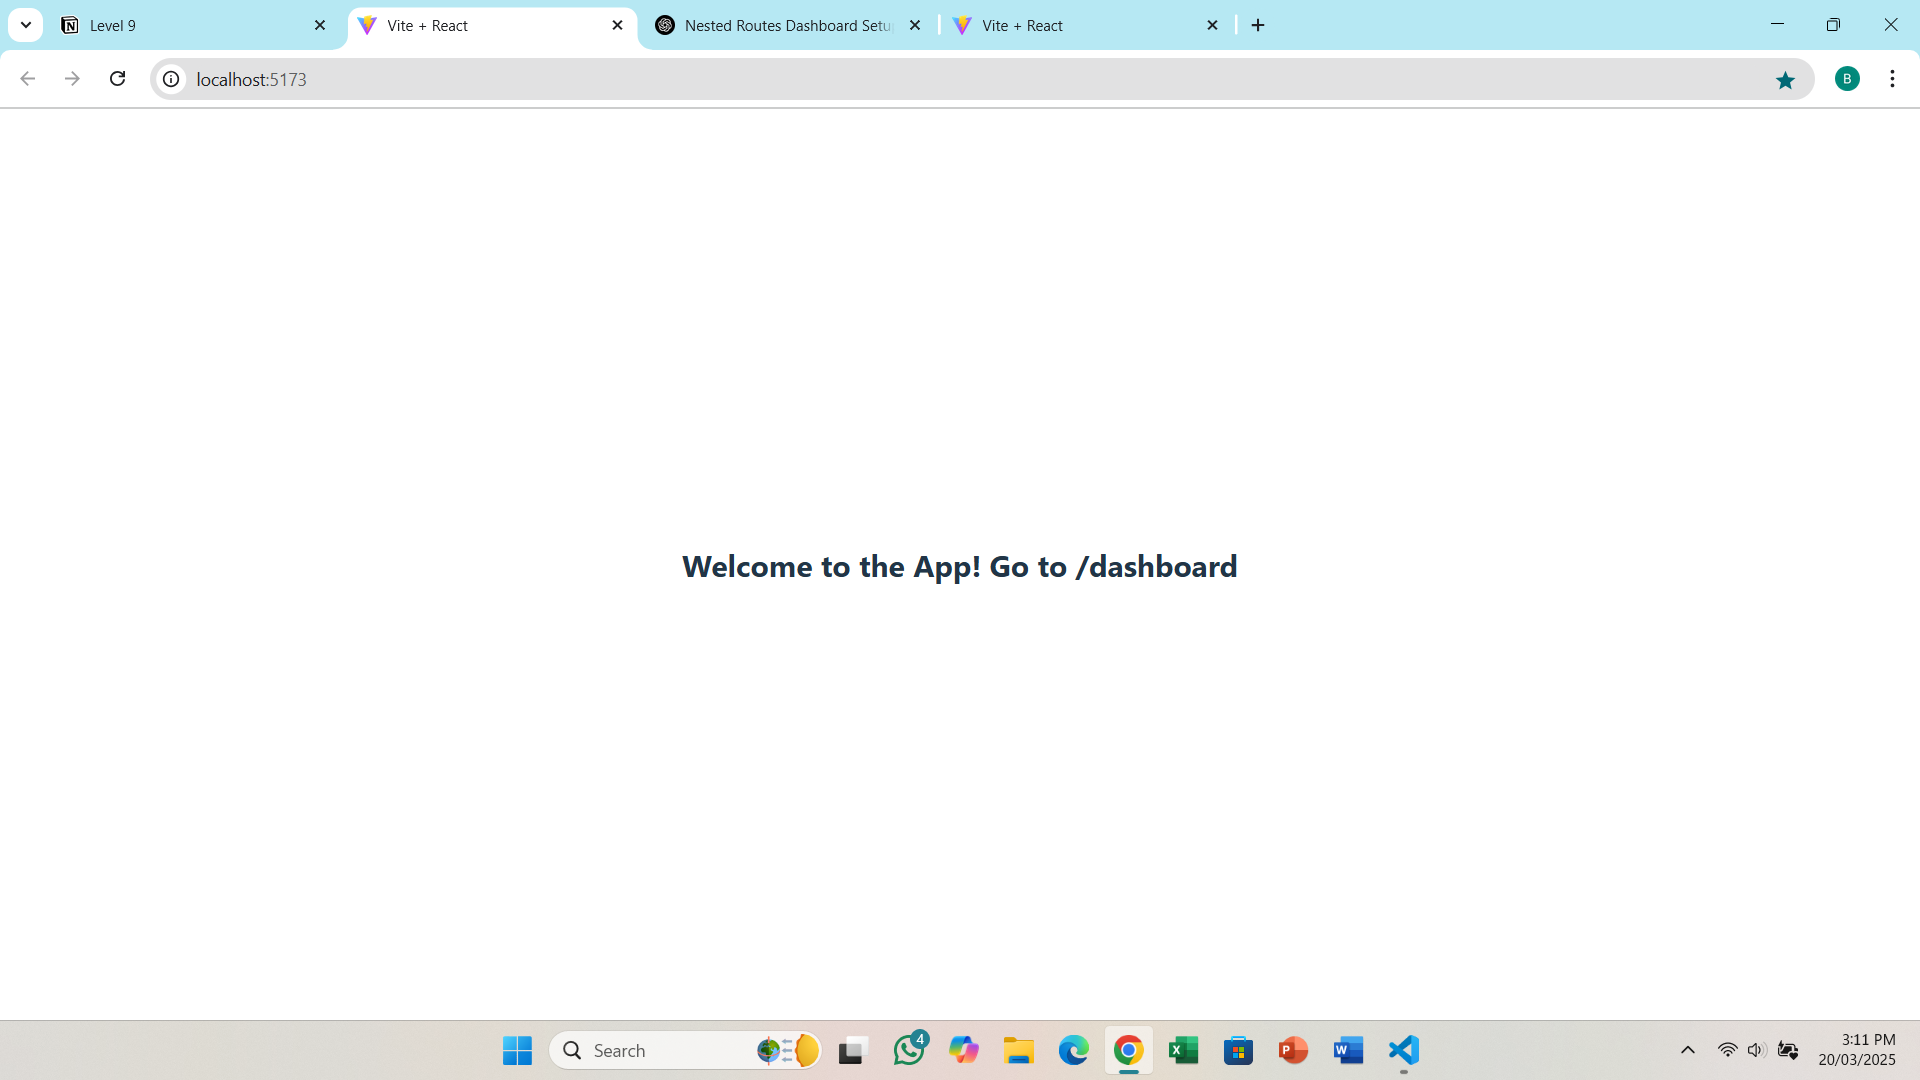 Level 9
Vite + React
Nested Routes Dashboard Setu
Vite + React
localhost:5173
B
Welcome to the App! Go to /dashboard
Search
4
3:11 PM
20/03/2025